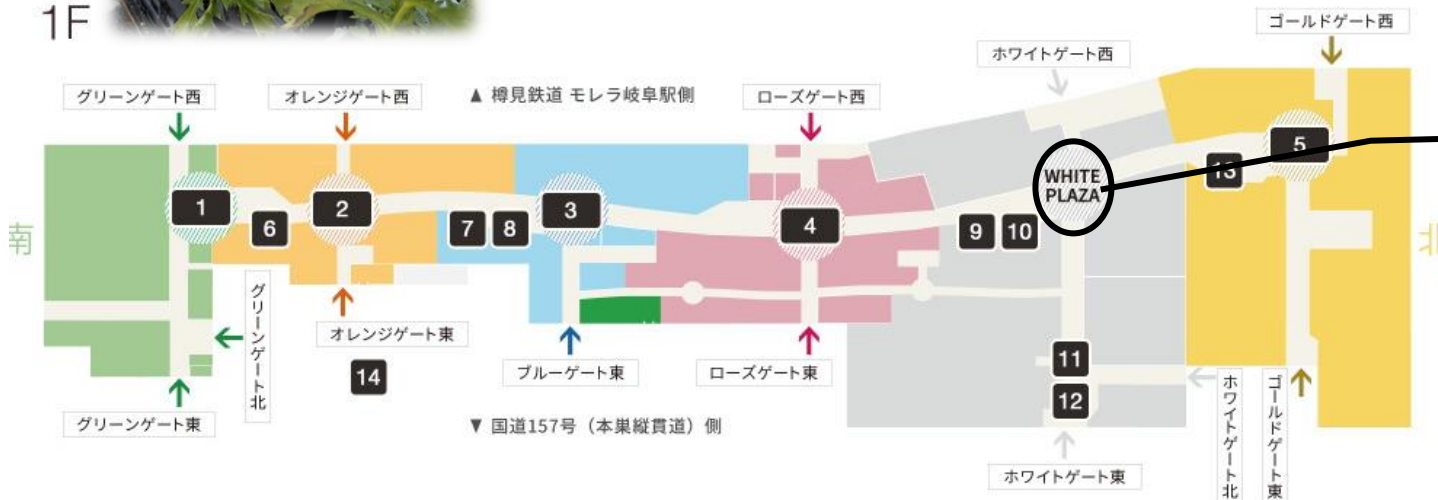 1F
ゴールドゲート西
ホワイトゲート西
グリーンゲート西
オレンジゲート西
▲ 樽見鉄道 モレラ岐阜駅側
ローズゲート西
南
北
1
2
3
4
5
6
7
8
9
10
WHITE
PLAZA
13
グリーンゲート北
オレンジゲート東
14
ブルーゲート東
ローズゲート東
11
12
ホワイトゲート北
ゴールドゲート東
グリーンゲート東
▼ 国道157号（本巣縦貫道）側
ホワイトゲート東